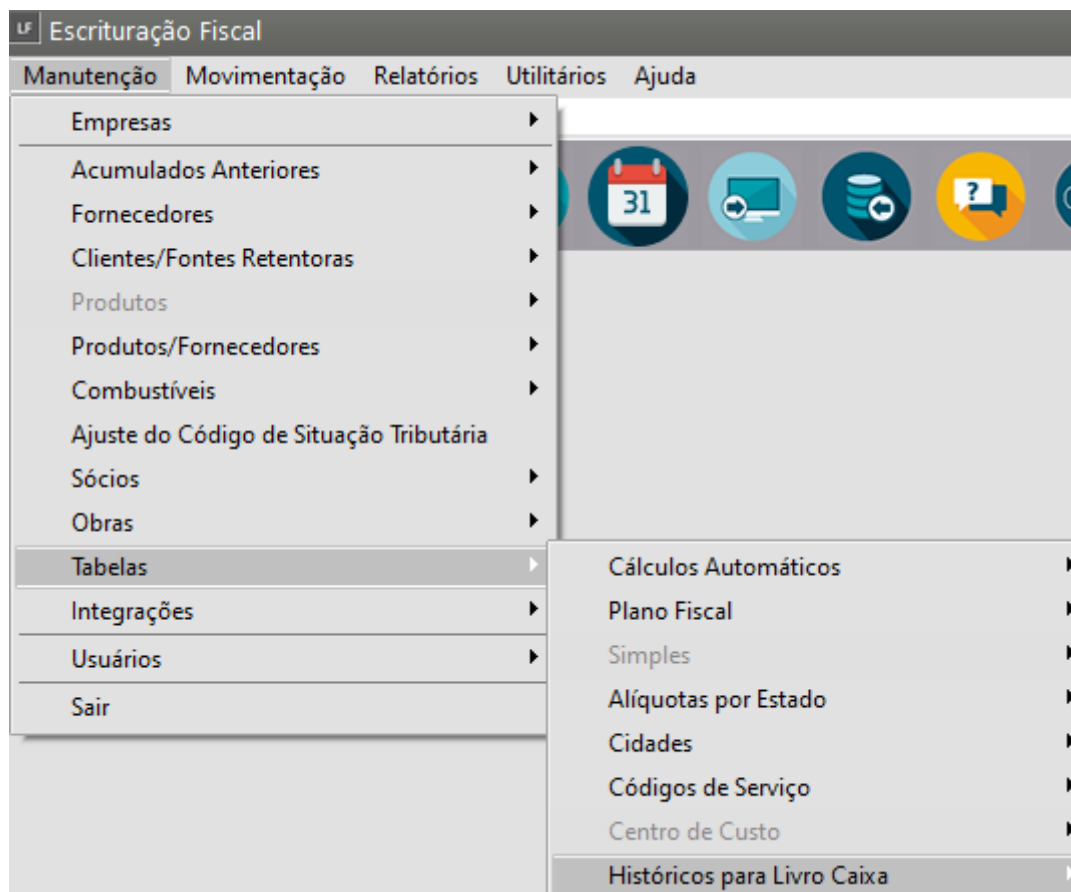 LF Escrituração Fiscal
Manutenção Movimentação Relatórios Utilitários Ajuda
Empresas
Acumulados Anteriores
Fornecedores
Clientes/Fontes Retentoras
Produtos
Produtos/Fornecedores
Combustíveis
Ajuste do Código de Situação Tributária
Sócios
Obras
Tabelas
Integrações
Usuários
Sair
31
?
Cálculos Automáticos
Plano Fiscal
Simples
Alíquotas por Estado
Cidades
Códigos de Serviço
Centro de Custo
Históricos para Livro Caixa